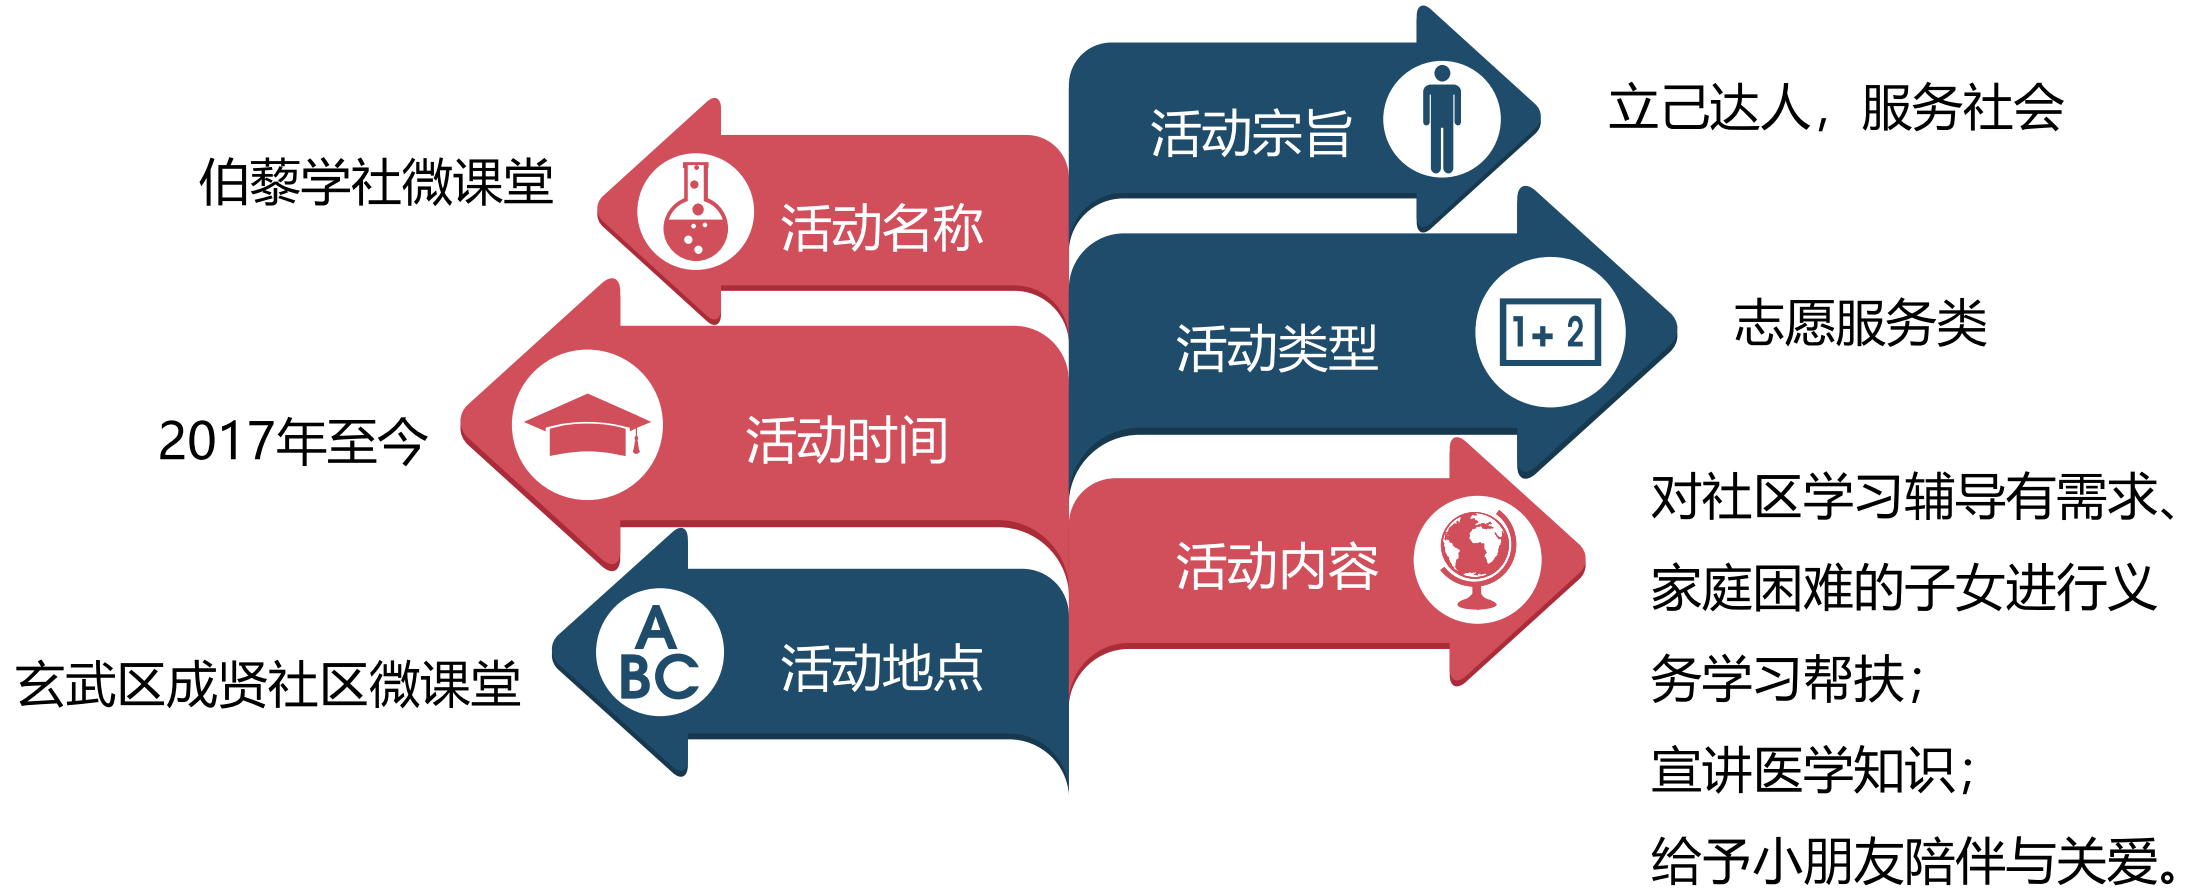 活动宗旨
立己达人，服务社会
伯藜学社微课堂
活动名称
活动类型
1+ 2
志愿服务类
2017年至今
活动时间
活动内容
对社区学习辅导有需求、
家庭困难的子女进行义
务学习帮扶；
宣讲医学知识；
给予小朋友陪伴与关爱。
玄武区成贤社区微课堂
A
BC
活动地点